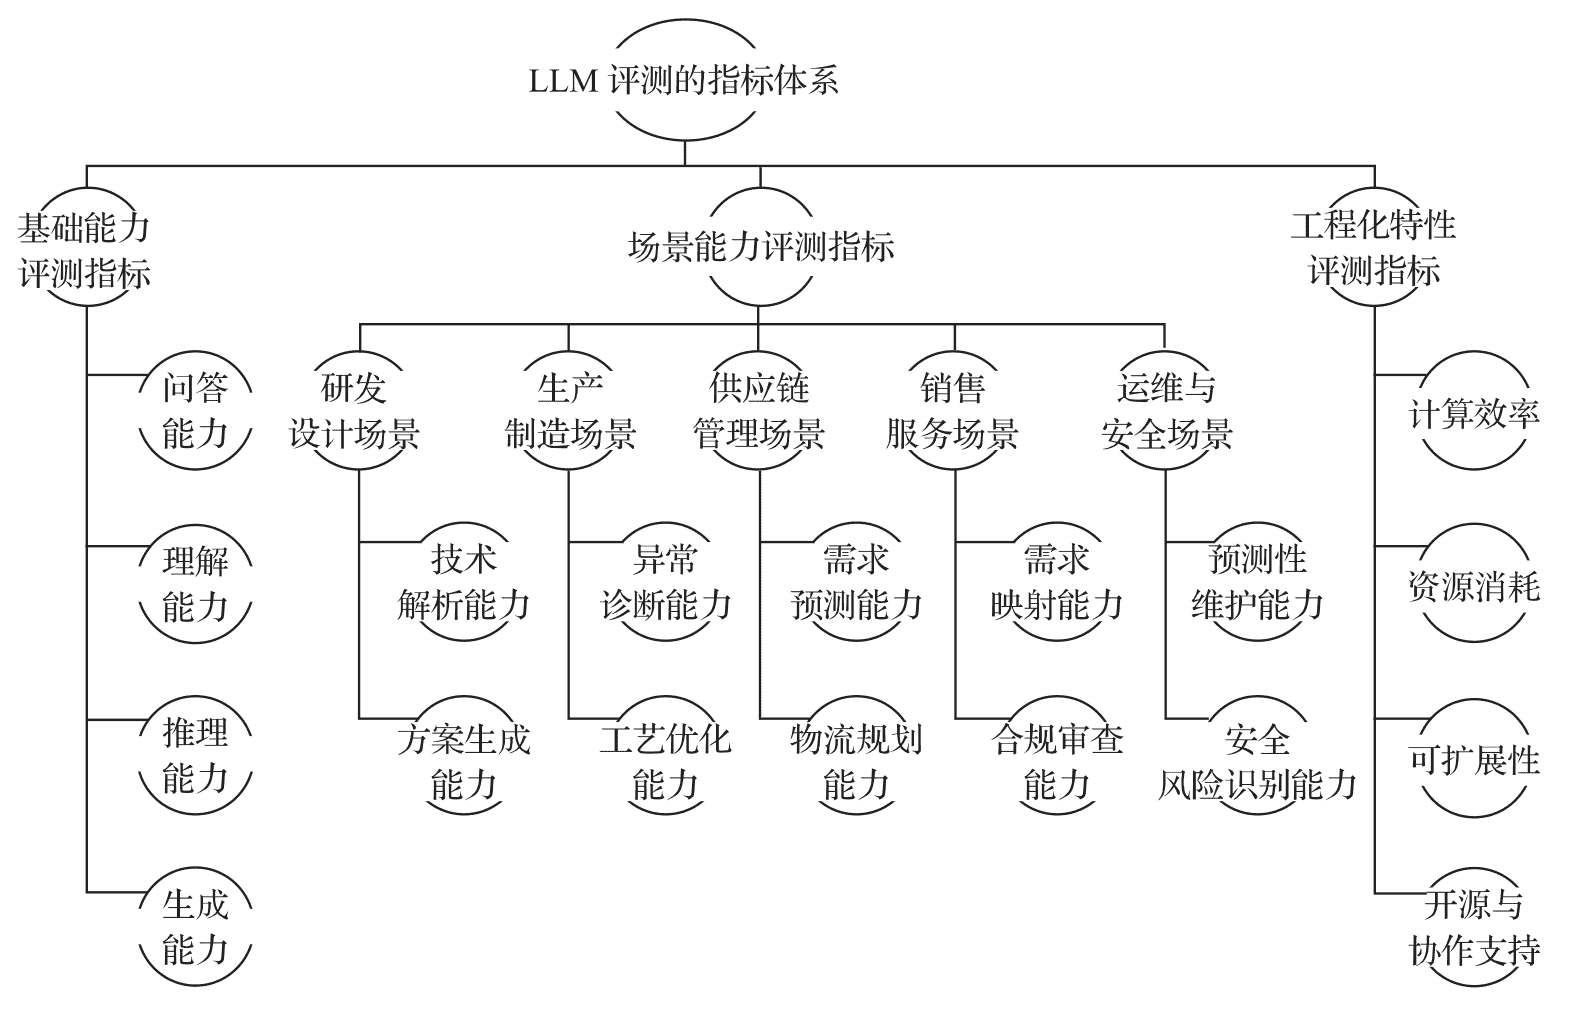 LLM 评测的指标体系
基础能力
评测指标
场景能力评测指标
工程化特性
评测指标
问答
能力
理解
能力
推理
能力
生成
能力
研发
设计场景
技术
解析能力
方案生成
能力
生产
制造场景
异常
诊断能力
工艺优化
能力
供应链
管理场景
需求
预测能力
物流规划
能力
销售
服务场景
需求
映射能力
合规审查
能力
运维与
安全场景
预测性
维护能力
安全
风险识别能力
计算效率
资源消耗
可扩展性
开源与
协作支持